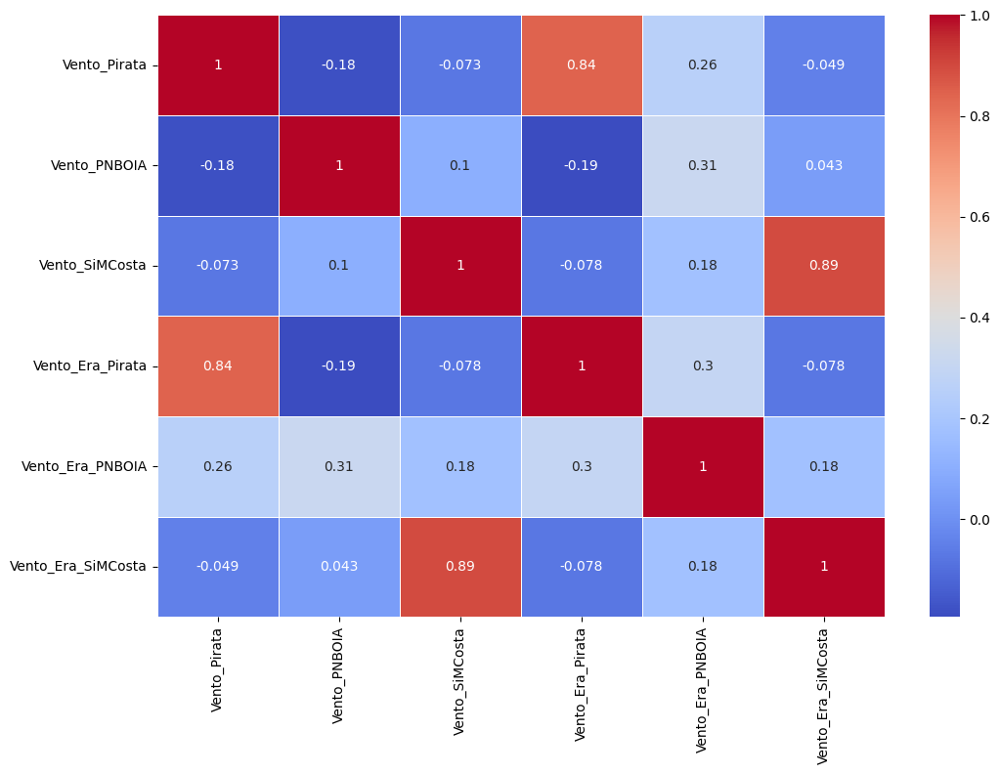 Vento_Pirata 1 -0.18 -0.073 0.84 0.26 -0.049
Vento_PNBOIA -0.18 1 0.1 -0.19 0.31 0.043
Vento_SiMCosta -0.073 0.1 1 -0.078 0.18 0.89
Vento_Era_Pirata 0.84 -0.19 -0.078 1 0.3 -0.078
Vento_Era_PNBOIA 0.26 0.31 0.18 0.3 1 0.18
Vento_Era_SiMCosta -0.049 0.043 0.89 -0.078 0.18 1
Vento_Pirata
Vento_PNBOIA
Vento_SiMCosta
Vento_Era_Pirata
Vento_Era_PNBOIA
Vento_Era_SiMCosta
1.0
0.8
0.6
0.4
0.2
0.0